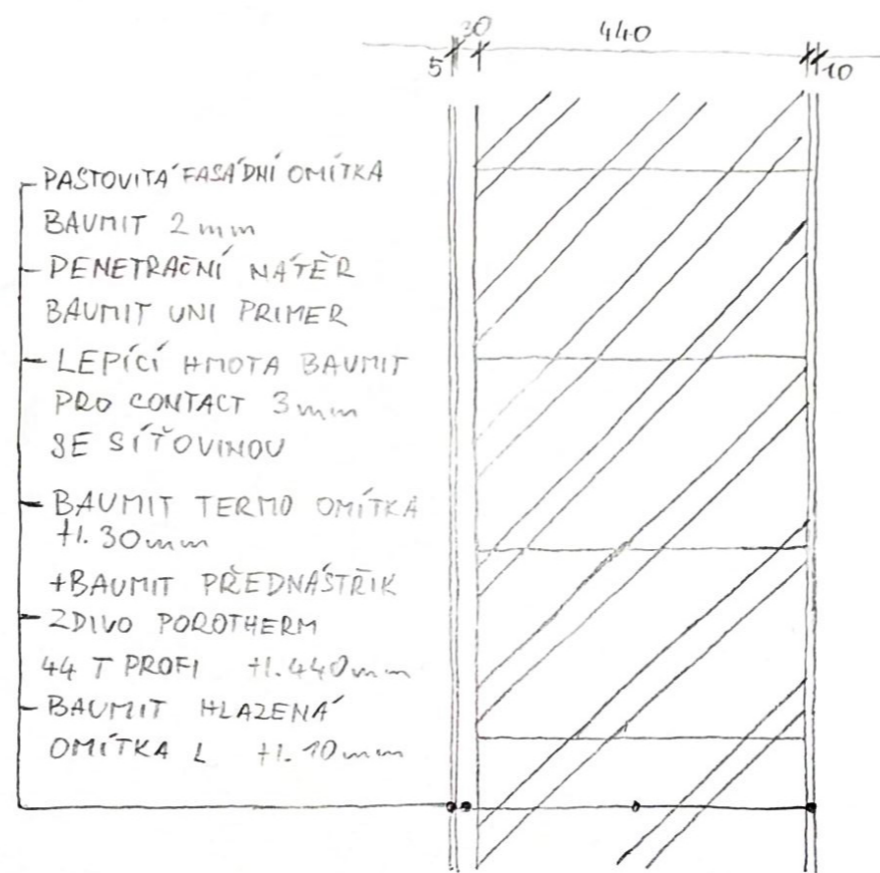 30
440
5
10
PASTOVITÁ FASÁDNÍ OMÍTKA
BAUMIT 2mm
PENETRAČNÍ NÁTĚR
BAUMIT UNI PRIMER
LEPÍCÍ HMOTA BAUMIT
PRO CONTACT 3mm
SE SÍŤOVINOU
BAUMIT TERMO OMÍTKA
tl. 30mm
+BAUMIT PŘEDNÁSTŘIK
ZDIVO POROTHERM
44 T PROFI tl. 440mm
BAUMIT HLAZENÁ
OMÍTKA L tl. 10mm